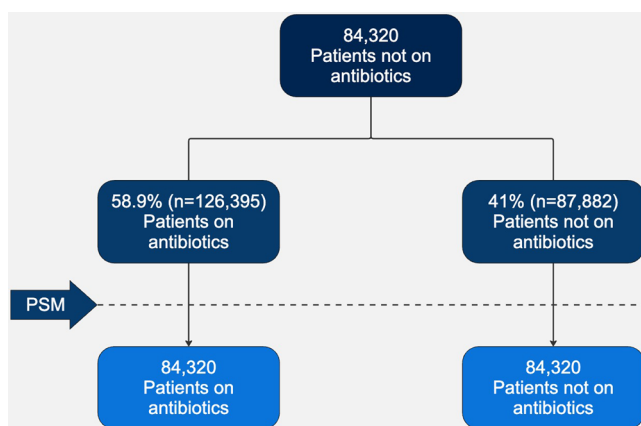 84,320
Patients not on
antibiotics
58.9% (n=126,395)
Patients on
antibiotics
41% (n=87,882)
Patients not on
antibiotics
PSM
84,320
Patients on
antibiotics
84,320
Patients not on
antibiotics